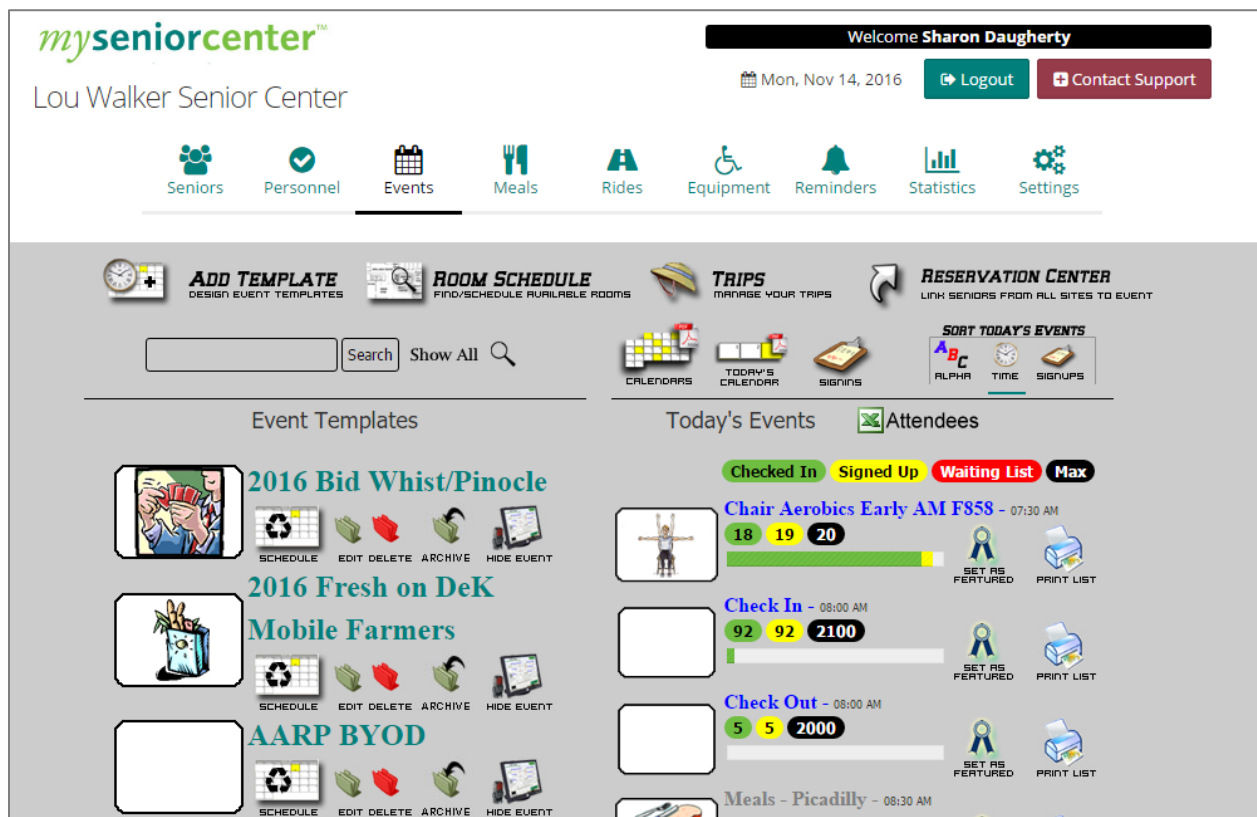 myseniorcenter™
Welcome Sharon Daugherty
Lou Walker Senior Center
Mon, Nov 14, 2016
Logout
Contact Support
Seniors Personnel Events Meals Rides Equipment Reminders Statistics Settings
ADD TEMPLATE
DESIGN EVENT TEMPLATES
ROOM SCHEDULE
FIND/SCHEDULE AVAILABLE ROOMS
TRIPS
MANAGE YOUR TRIPS
RESERVATION CENTER
LINK SENIORS FROM ALL SITES TO EVENT
Search Show All
PDF
CALENDARS
TODAY'S
CALENDAR
SIGNINS
SORT TODAY'S EVENTS
ABC
ALPHA TIME SIGNUPS
Event Templates
2016 Bid Whist/Pinocle
SCHEDULE EDIT DELETE ARCHIVE HIDE EVENT
2016 Fresh on DeK
Mobile Farmers
SCHEDULE EDIT DELETE ARCHIVE HIDE EVENT
AARP BYOD
SCHEDULE EDIT DELETE ARCHIVE HIDE EVENT
Today's Events Attendees
Checked In Signed Up Waiting List Max
Chair Aerobics Early AM F858 - 07:30 AM
18 19 20
SET AS
FEATURED
PRINT LIST
Check In - 08:00 AM
92 92 2100
SET AS
FEATURED
PRINT LIST
Check Out - 08:00 AM
5 5 2000
SET AS
FEATURED
PRINT LIST
Meals - Picadilly - 08:30 AM